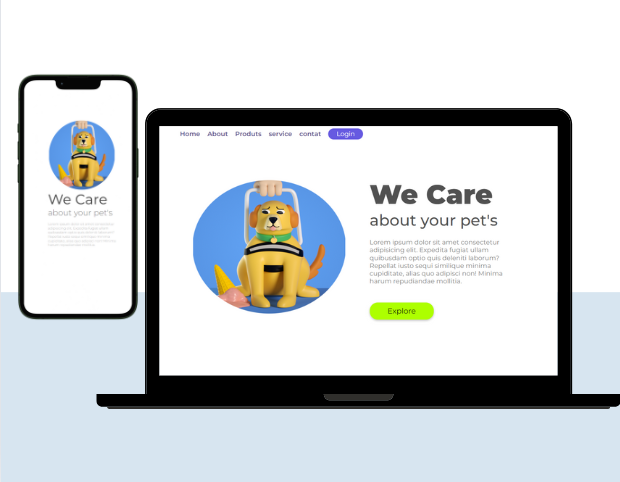 We Care
about your pet's
Home About Produts service contat Login
We Care
about your pet's
Lorem ipsum dolor sit amet consectetur
adipisicing elit. Expedita fugiat ullam
quibusdam optio quis deleniti laborum?
Repellat iusto sequi similique minima
cupiditate, alias quo adipisci non! Minima
harum repudiandae mollitia.
Explore